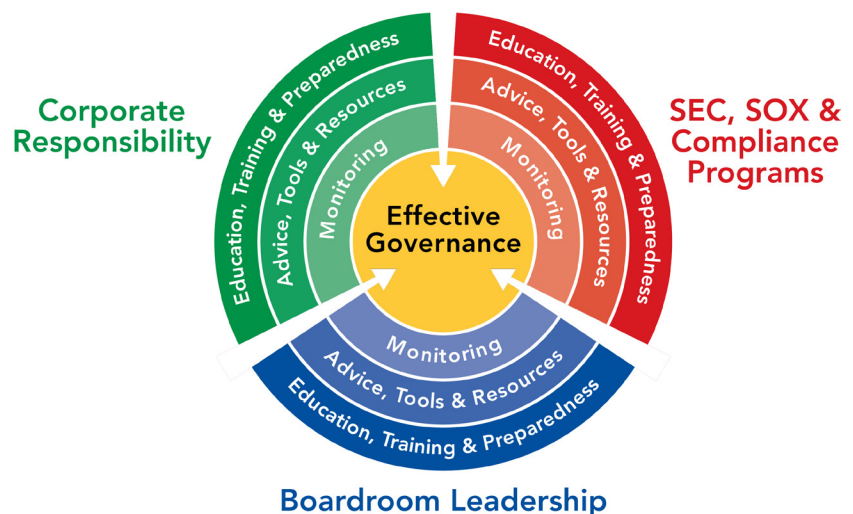 Corporate
Responsibility
Education, Training & Preparedness
Advice, Tools & Resources
Monitoring
Education, Training & Preparedness
Advice, Tools & Resources
Monitoring
SEC, SOX &
Compliance
Programs
Effective
Governance
Monitoring
Advice, Tools & Resources
Education, Training & Preparedness
Boardroom Leadership